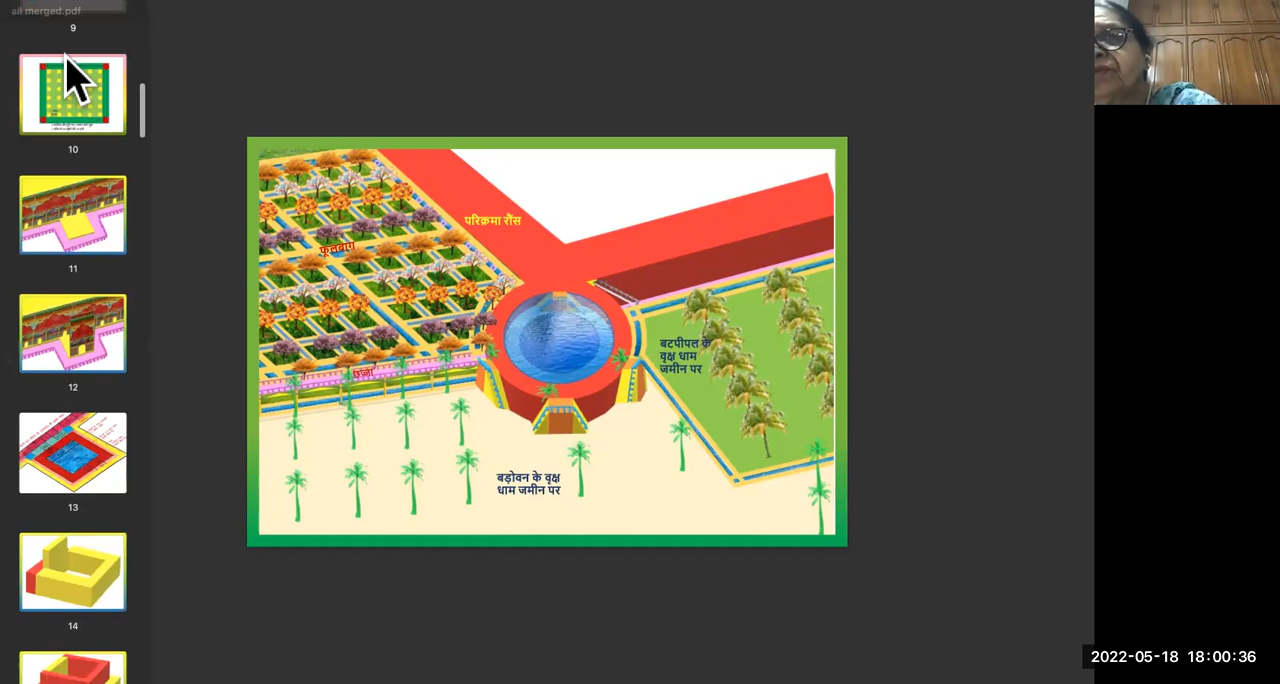 all merged.pdf
9
10
11
12
13
14
परिक्रमा रौंस
फूलबाग
छज्जा
बटपीपल के
वृक्ष धाम
जमीन पर
बड़ोवन के वृक्ष
धाम जमीन पर
2022-05-18 18:00:36